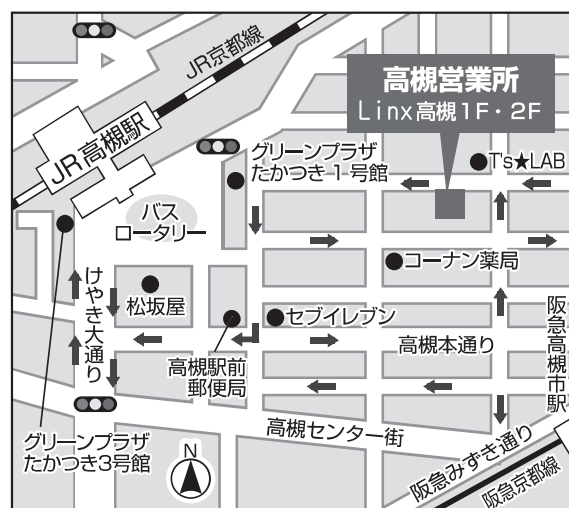 JR京都線
高槻営業所
Linx高槻1F・2F
JR高槻駅
グリーンプラザ
たかつき1号館
T's★LAB
バス
ロータリー
コーナン薬局
けやき大通り
松坂屋
セブイレブン
高槻本通り
阪急高槻市駅
高槻駅前
郵便局
高槻センター街
グリーンプラザ
たかつき3号館
N
阪急みずき通り
阪急京都線